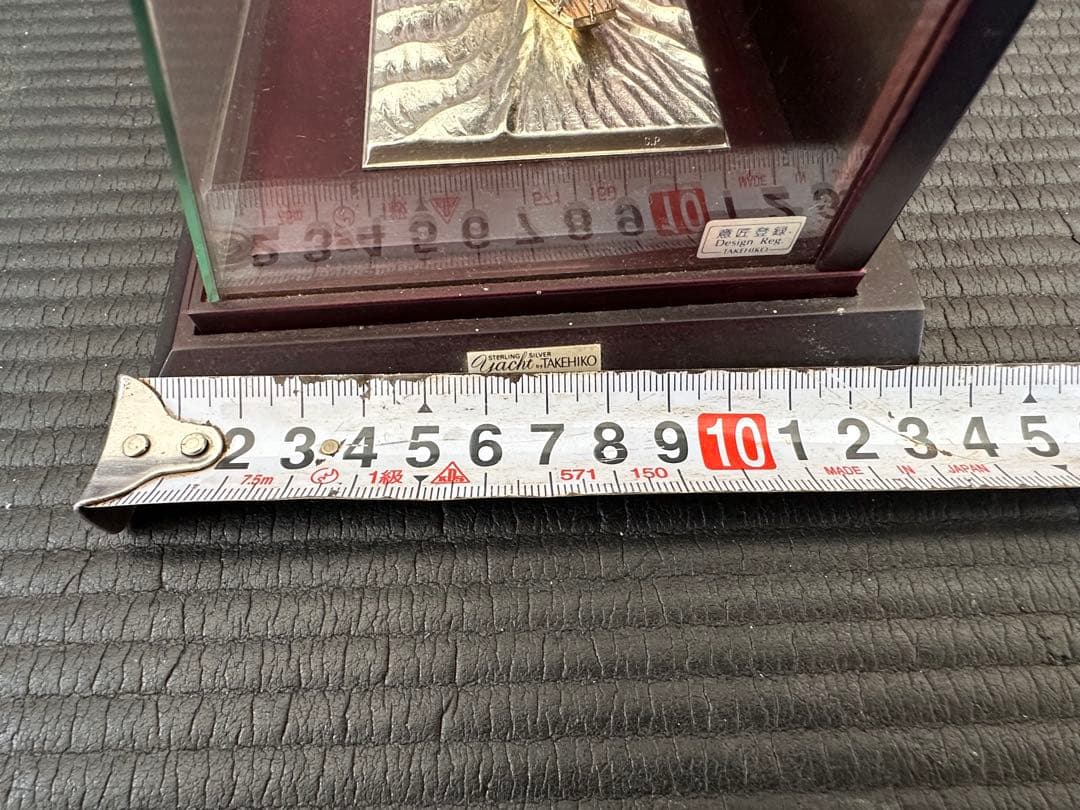 S.P
意匠登録
Design Reg.
TAKEHIKO
STERLING SILVER
Yacht by TAKEHIKO
2 3 4 5 6 7 8 9 10 1 2 3 4 5
7.5m 1級 JIS 571 150 MADE IN JAPAN